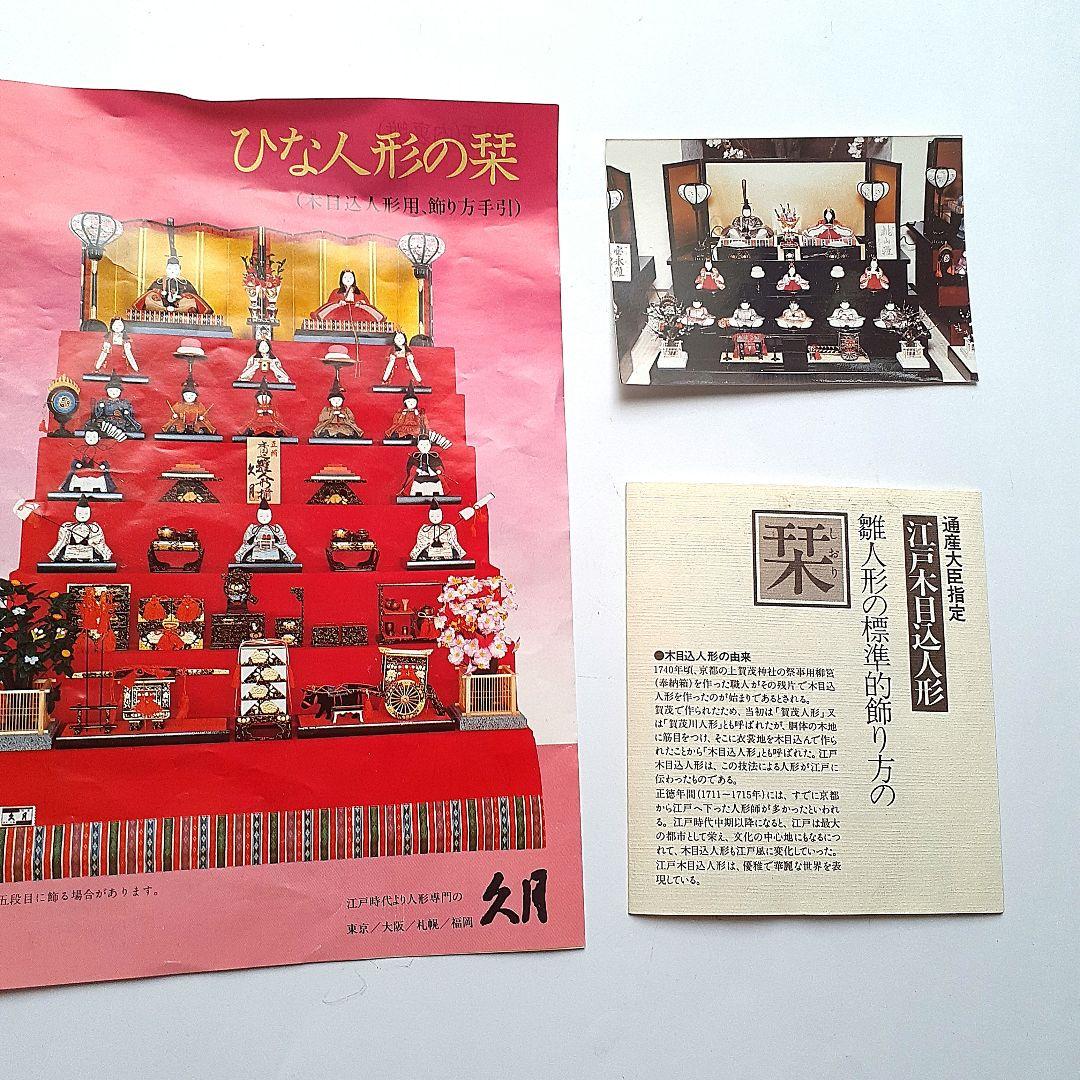 ひな人形の栞
(木目込人形用、飾り方手引)
久月
五段目に飾る場合があります。
江戸時代より人形専門の
東京／大阪／札幌／福岡
久月
通産大臣指定
江戸木目込人形
雛人形の標準的飾り方の
しおり
栞
●木目込人形の由来
1740年頃、京都の上賀茂神社の祭事用柳筥
(奉納箱)を作った職人がその残片で木目込
人形を作ったのが始まりであるとされる。
賀茂で作られたため、当初は「賀茂人形」又
は「賀茂川人形」とも呼ばれたが、胴体の木地
に筋目をつけ、そこに衣裳地を木目込んで作ら
れたことから「木目込人形」とも呼ばれた。江戸
木目込人形は、この技法による人形が江戸に
伝わったものである。
正徳年間(1711～1715年)には、すでに京都
から江戸へ下った人形師が多かったといわれ
る。江戸時代中期以降になると、江戸は最大
の都市として栄え、文化の中心地にもなるにつ
れて、木目込人形も江戸風に変化していった。
江戸木目込人形は、優雅で華麗な世界を表
現している。